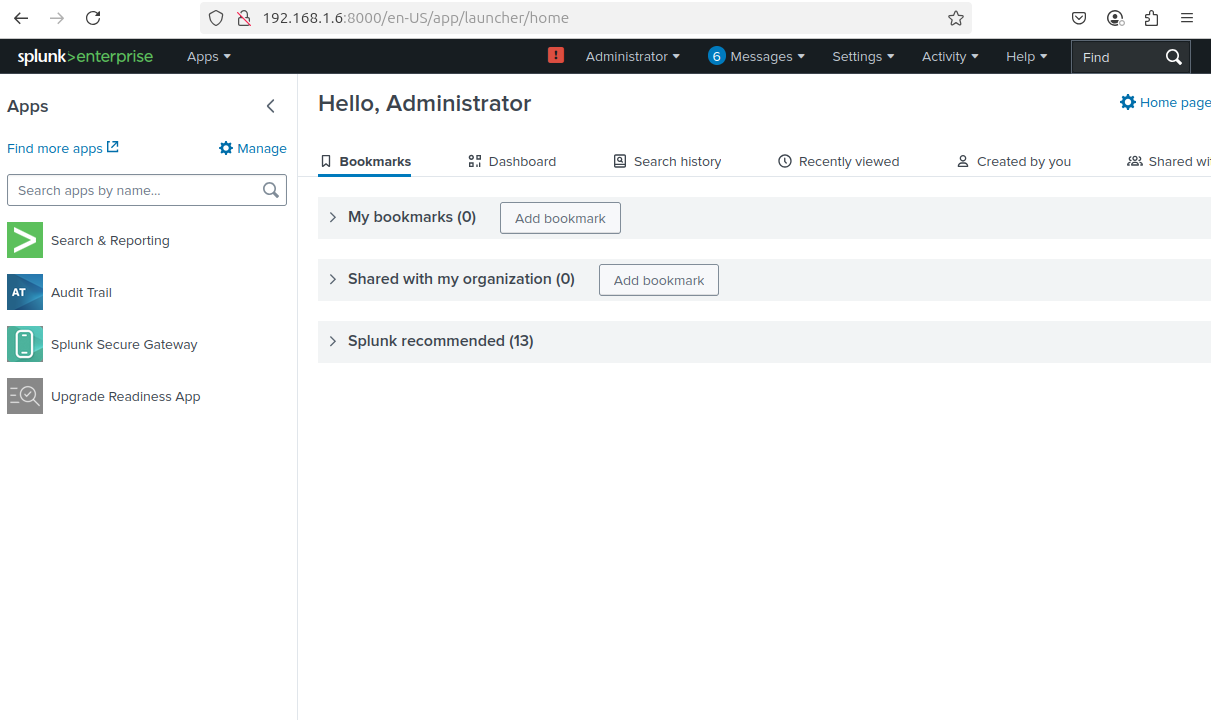 192.168.1.6:8000/en-US/app/launcher/home
splunk>enterprise Apps ! Administrator 6 Messages Settings Activity Help Find
Apps
Find more apps Manage
Search apps by name...
Search & Reporting
AT Audit Trail
Splunk Secure Gateway
Upgrade Readiness App
Hello, Administrator
Home page
Bookmarks Dashboard Search history Recently viewed Created by you Shared wi
My bookmarks (0) Add bookmark
Shared with my organization (0) Add bookmark
Splunk recommended (13)